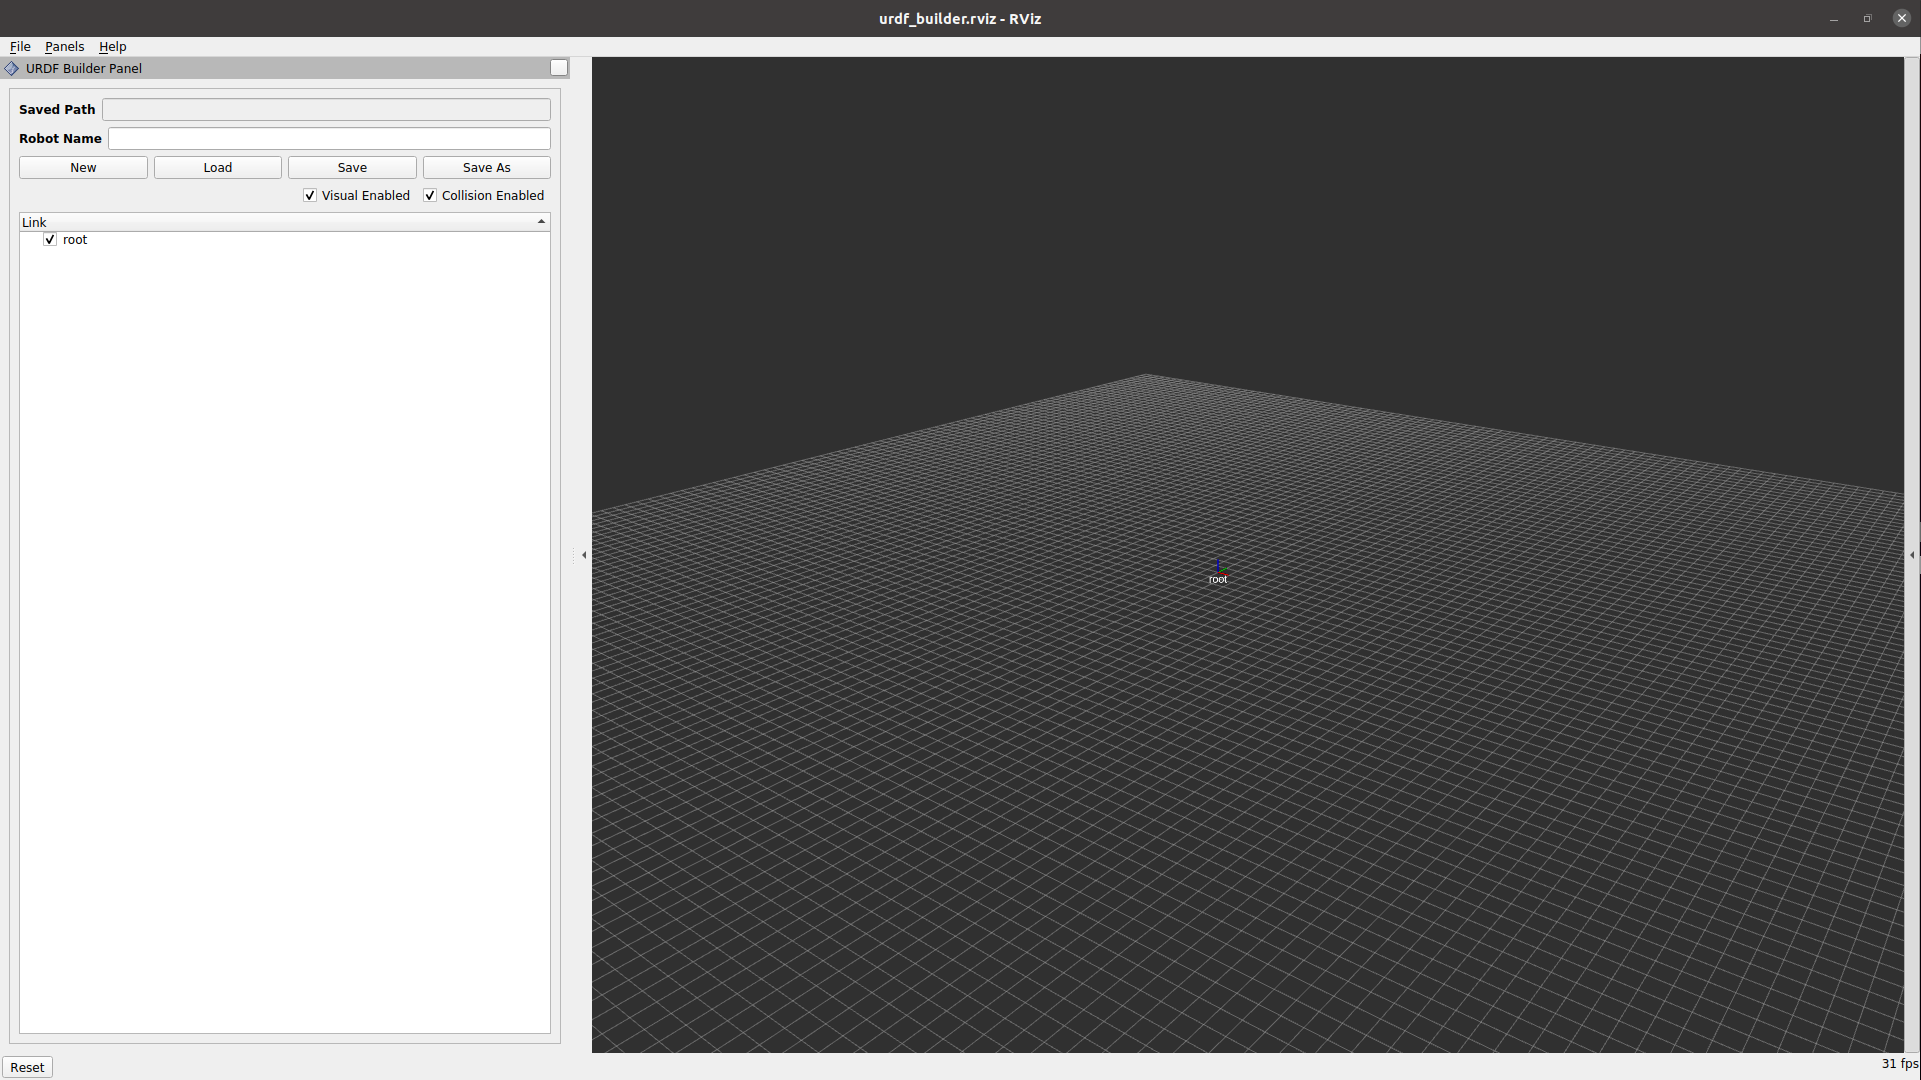 urdf_builder.rviz - RViz
File Panels Help
URDF Builder Panel
Saved Path
Robot Name
New Load Save Save As
Visual Enabled Collision Enabled
Link
root
root
Reset
31 fps